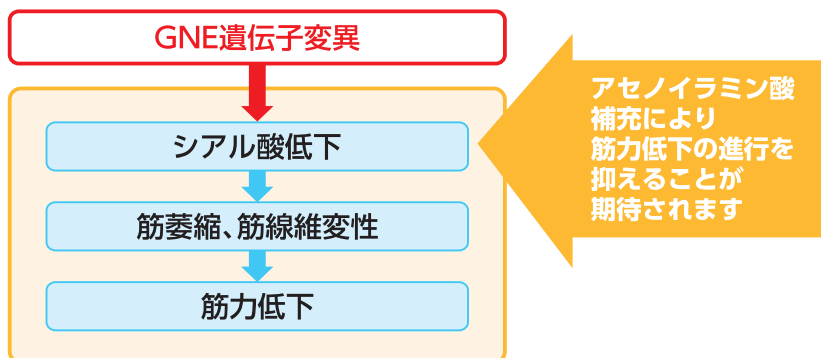 GNE遺伝子変異
シアル酸低下
筋萎縮、筋線維変性
筋力低下
アセノイラミン酸
補充により
筋力低下の進行を
抑えることが
期待されます